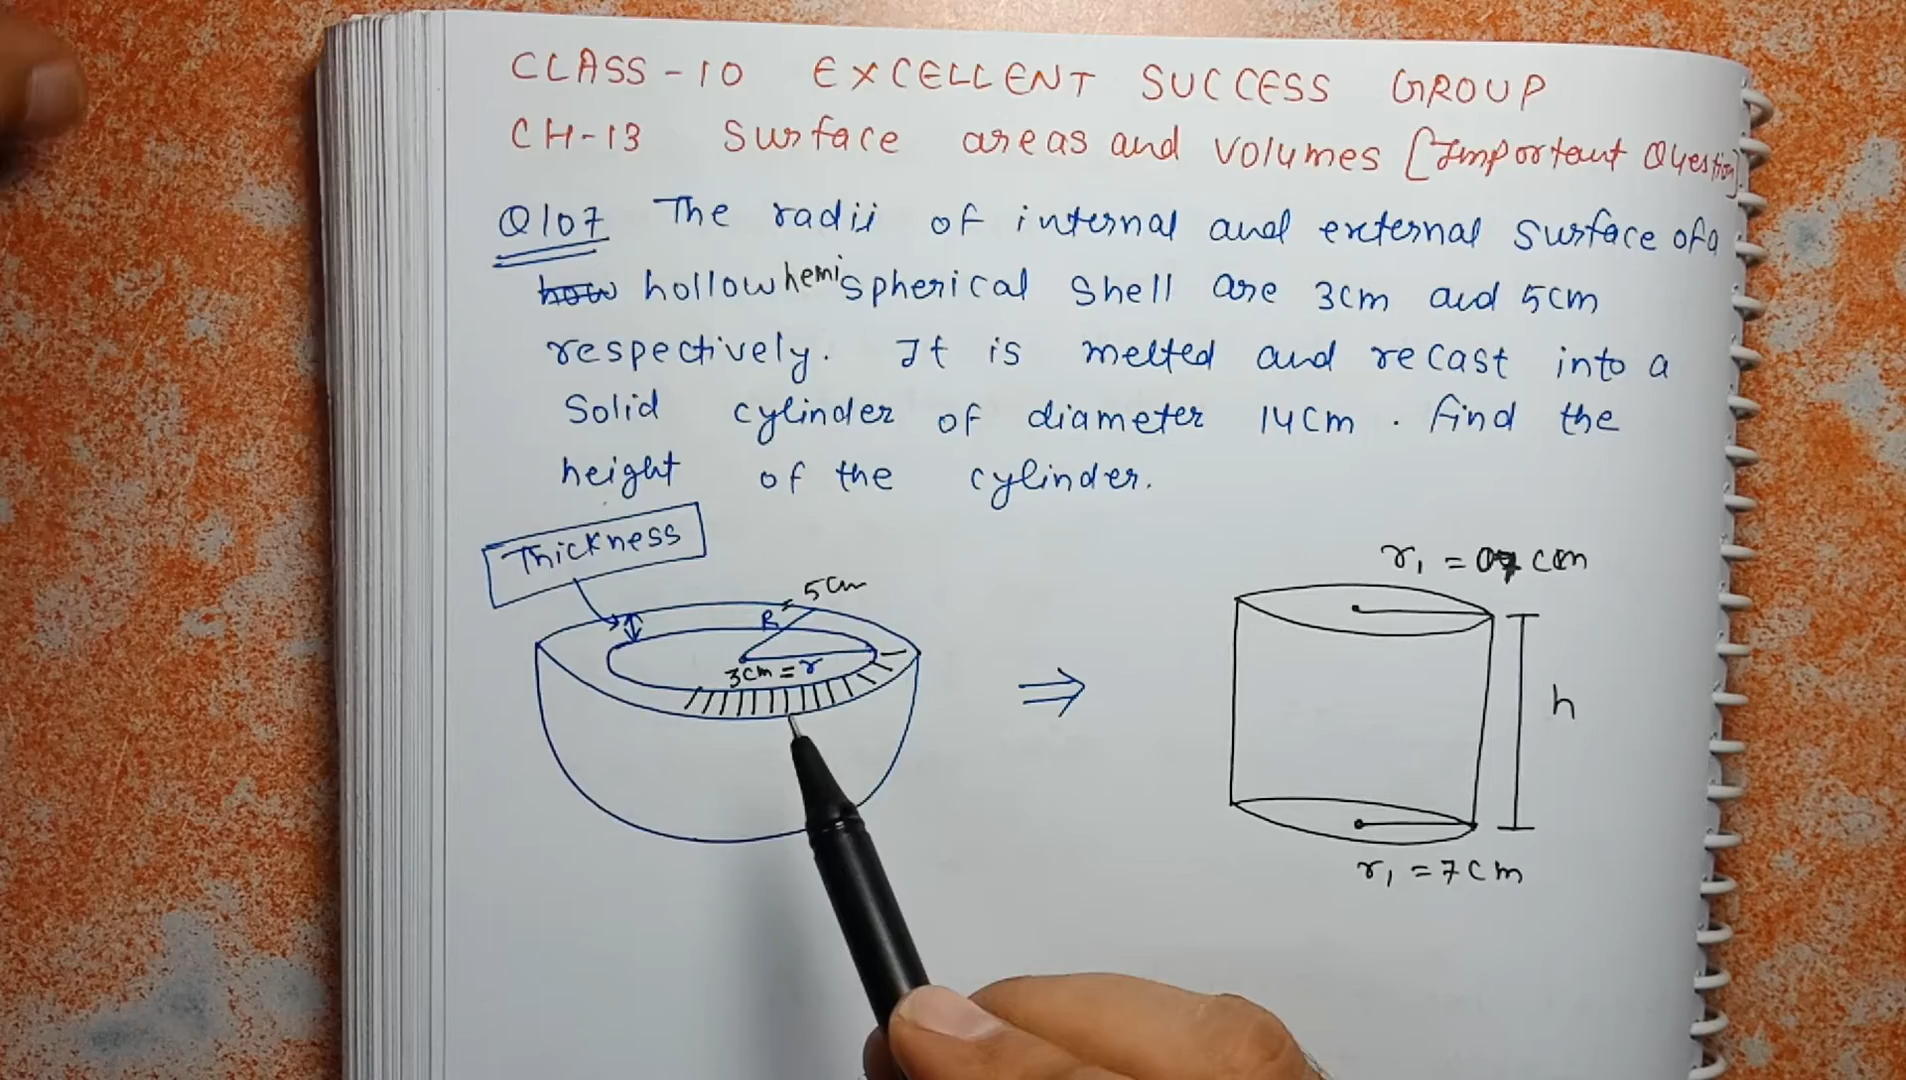 CLASS-10 EXCELLENT SUCCESS GROUP
CH-13 Surface areas and volumes [Important Question]
Q107 The radii of internal and external surface of a
hollow hemispherical shell are 3cm and 5cm
respectively. It is melted and recast into a
Solid cylinder of diameter 14cm. find the
height of the cylinder.
Thickness
R = 5cm
3cm = r
⇒
r₁ = 7cm
h
r₁ = 7cm